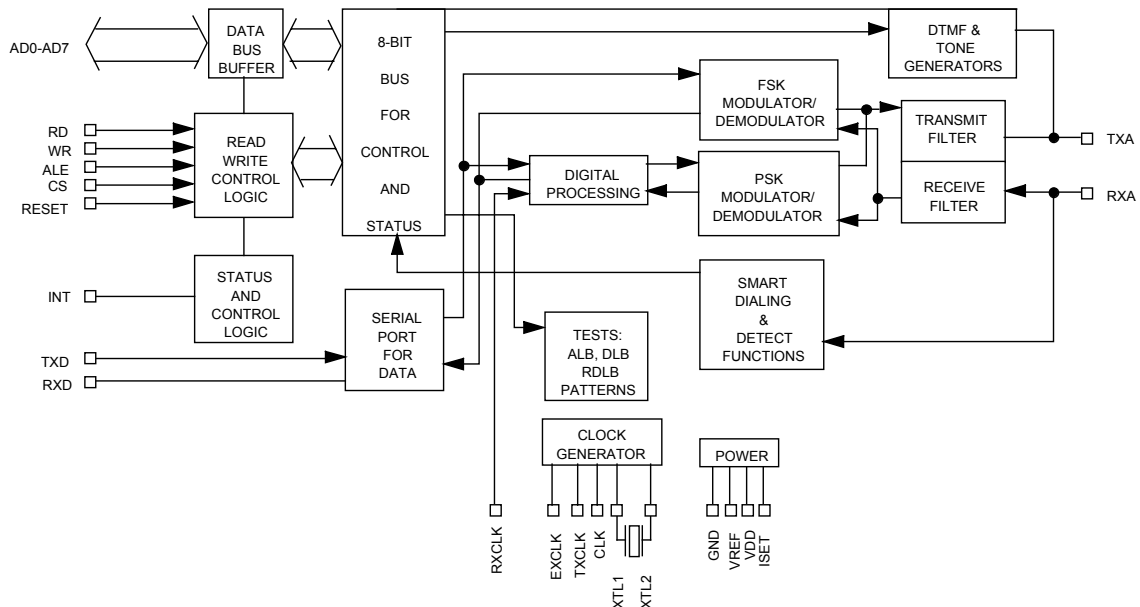 AD0-AD7
DATA
BUS
BUFFER
8-BIT
BUS
FOR
CONTROL
AND
STATUS
DTMF &
TONE
GENERATORS
FSK
MODULATOR/
DEMODULATOR
TRANSMIT
FILTER
TXA
RD
WR
ALE
CS
RESET
READ
WRITE
CONTROL
LOGIC
DIGITAL
PROCESSING
PSK
MODULATOR/
DEMODULATOR
RECEIVE
FILTER
RXA
INT
STATUS
AND
CONTROL
LOGIC
SMART
DIALING
&
DETECT
FUNCTIONS
TXD
RXD
SERIAL
PORT
FOR
DATA
TESTS:
ALB, DLB
RDLB
PATTERNS
CLOCK
GENERATOR
POWER
RXCLK
EXCLK
TXCLK
CLK
XTL1
XTL2
GND
VREF
VDD
ISET